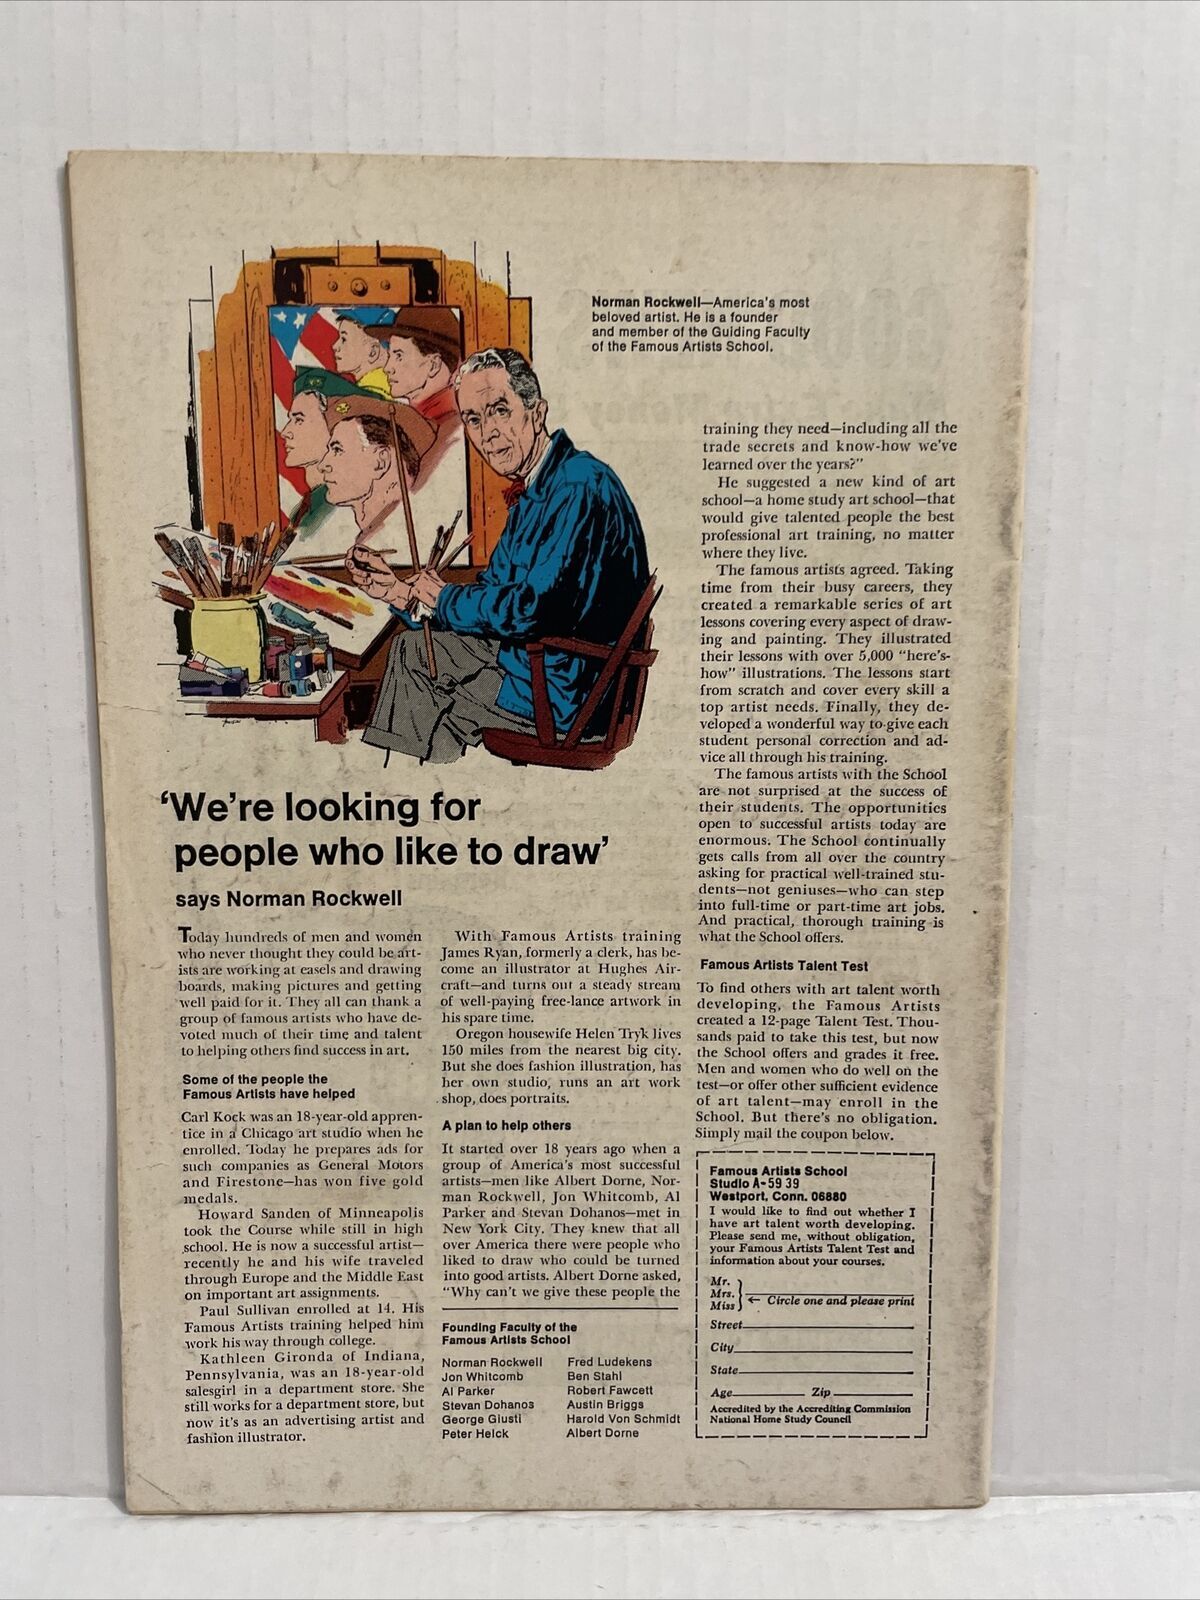 Norman Rockwell—America's most
beloved artist. He is a founder
and member of the Guiding Faculty
of the Famous Artists School.
'We're looking for
people who like to draw'
says Norman Rockwell
Today hundreds of men and women
who never thought they could be art-
ists are working at easels and drawing
boards, making pictures and getting
well paid for it. They all can thank a
group of famous artists who have de-
voted much of their time and talent
to helping others find success in art.
Some of the people the
Famous Artists have helped
Carl Kock was an 18-year-old appren-
tice in a Chicago art studio when he
enrolled. Today he prepares ads for
such companies as General Motors
and Firestone—has won five gold
medals.
Howard Sanden of Minneapolis
took the Course while still in high
school. He is now a successful artist—
recently he and his wife traveled
through Europe and the Middle East
on important art assignments.
Paul Sullivan enrolled at 14. His
Famous Artists training helped him
work his way through college.
Kathleen Gironda of Indiana,
Pennsylvania, was an 18-year-old
salesgirl in a department store. She
still works for a department store, but
now it's as an advertising artist and
fashion illustrator.
With Famous Artists training
James Ryan, formerly a clerk, has be-
come an illustrator at Hughes Air-
craft—and turns out a steady stream
of well-paying free-lance artwork in
his spare time.
Oregon housewife Helen Tryk lives
150 miles from the nearest big city.
But she does fashion illustration, has
her own studio, runs an art work
shop, does portraits.
A plan to help others
It started over 18 years ago when a
group of America's most successful
artists—men like Albert Dorne, Nor-
man Rockwell, Jon Whitcomb, Al
Parker and Stevan Dohanos—met in
New York City. They knew that all
over America there were people who
liked to draw who could be turned
into good artists. Albert Dorne asked,
"Why can't we give these people the
Founding Faculty of the
Famous Artists School
Norman Rockwell
Jon Whitcomb
Al Parker
Stevan Dohanos
George Giusti
Peter Helck
Fred Ludekens
Ben Stahl
Robert Fawcett
Austin Briggs
Harold Von Schmidt
Albert Dorne
training they need—including all the
trade secrets and know-how we've
learned over the years?"
He suggested a new kind of art
school—a home study art school—that
would give talented people the best
professional art training, no matter
where they live.
The famous artists agreed. Taking
time from their busy careers, they
created a remarkable series of art
lessons covering every aspect of draw-
ing and painting. They illustrated
their lessons with over 5,000 "here's-
how" illustrations. The lessons start
from scratch and cover every skill a
top artist needs. Finally, they de-
veloped a wonderful way to give each
student personal correction and ad-
vice all through his training.
The famous artists with the School
are not surprised at the success of
their students. The opportunities
open to successful artists today are
enormous. The School continually
gets calls from all over the country
asking for practical well-trained stu-
dents—not geniuses—who can step
into full-time or part-time art jobs.
And practical, thorough training is
what the School offers.
Famous Artists Talent Test
To find others with art talent worth
developing, the Famous Artists
created a 12-page Talent Test. Thou-
sands paid to take this test, but now
the School offers and grades it free.
Men and women who do well on the
test—or offer other sufficient evidence
of art talent—may enroll in the
School. But there's no obligation.
Simply mail the coupon below.
Famous Artists School
Studio A-5939
Westport, Conn. 06880
I would like to find out whether I
have art talent worth developing.
Please send me, without obligation,
your Famous Artists Talent Test and
information about your courses.
Mr.
Mrs.
Miss ← Circle one and please print
Street
City
State
Age Zip
Accredited by the Accrediting Commission
National Home Study Council